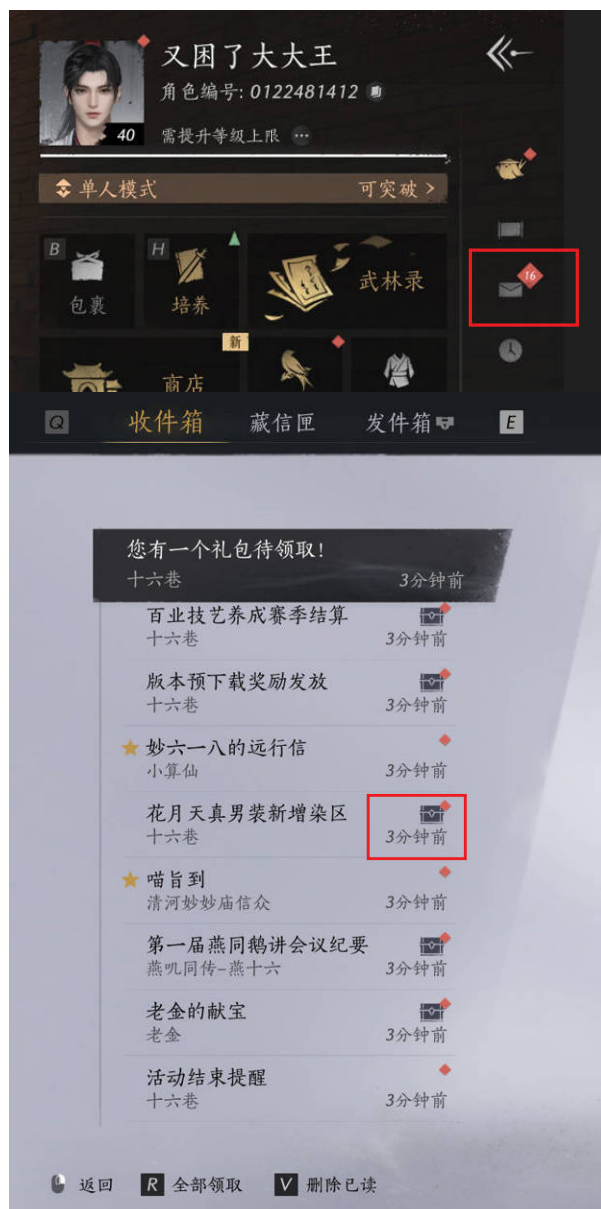 又困了大大王
角色编号: 0122481412
40
需提升等级上限 ···
单人模式
可突破 >
B
包裹
H
培养
武林录
16
新
商店
Q
收件箱
藏信匣
发件箱
E
您有一个礼包待领取!
十六巷
3分钟前
百业技艺养成赛季结算
十六巷
3分钟前
版本预下载奖励发放
十六巷
3分钟前
妙六一八的远行信
小算仙
3分钟前
花月天真男装新增染区
十六巷
3分钟前
喵旨到
清河妙妙庙信众
3分钟前
第一届燕同鹅讲会议纪要
燕叽同传-燕十六
3分钟前
老金的献宝
老金
3分钟前
活动结束提醒
十六巷
3分钟前
返回
R 全部领取
V 删除已读